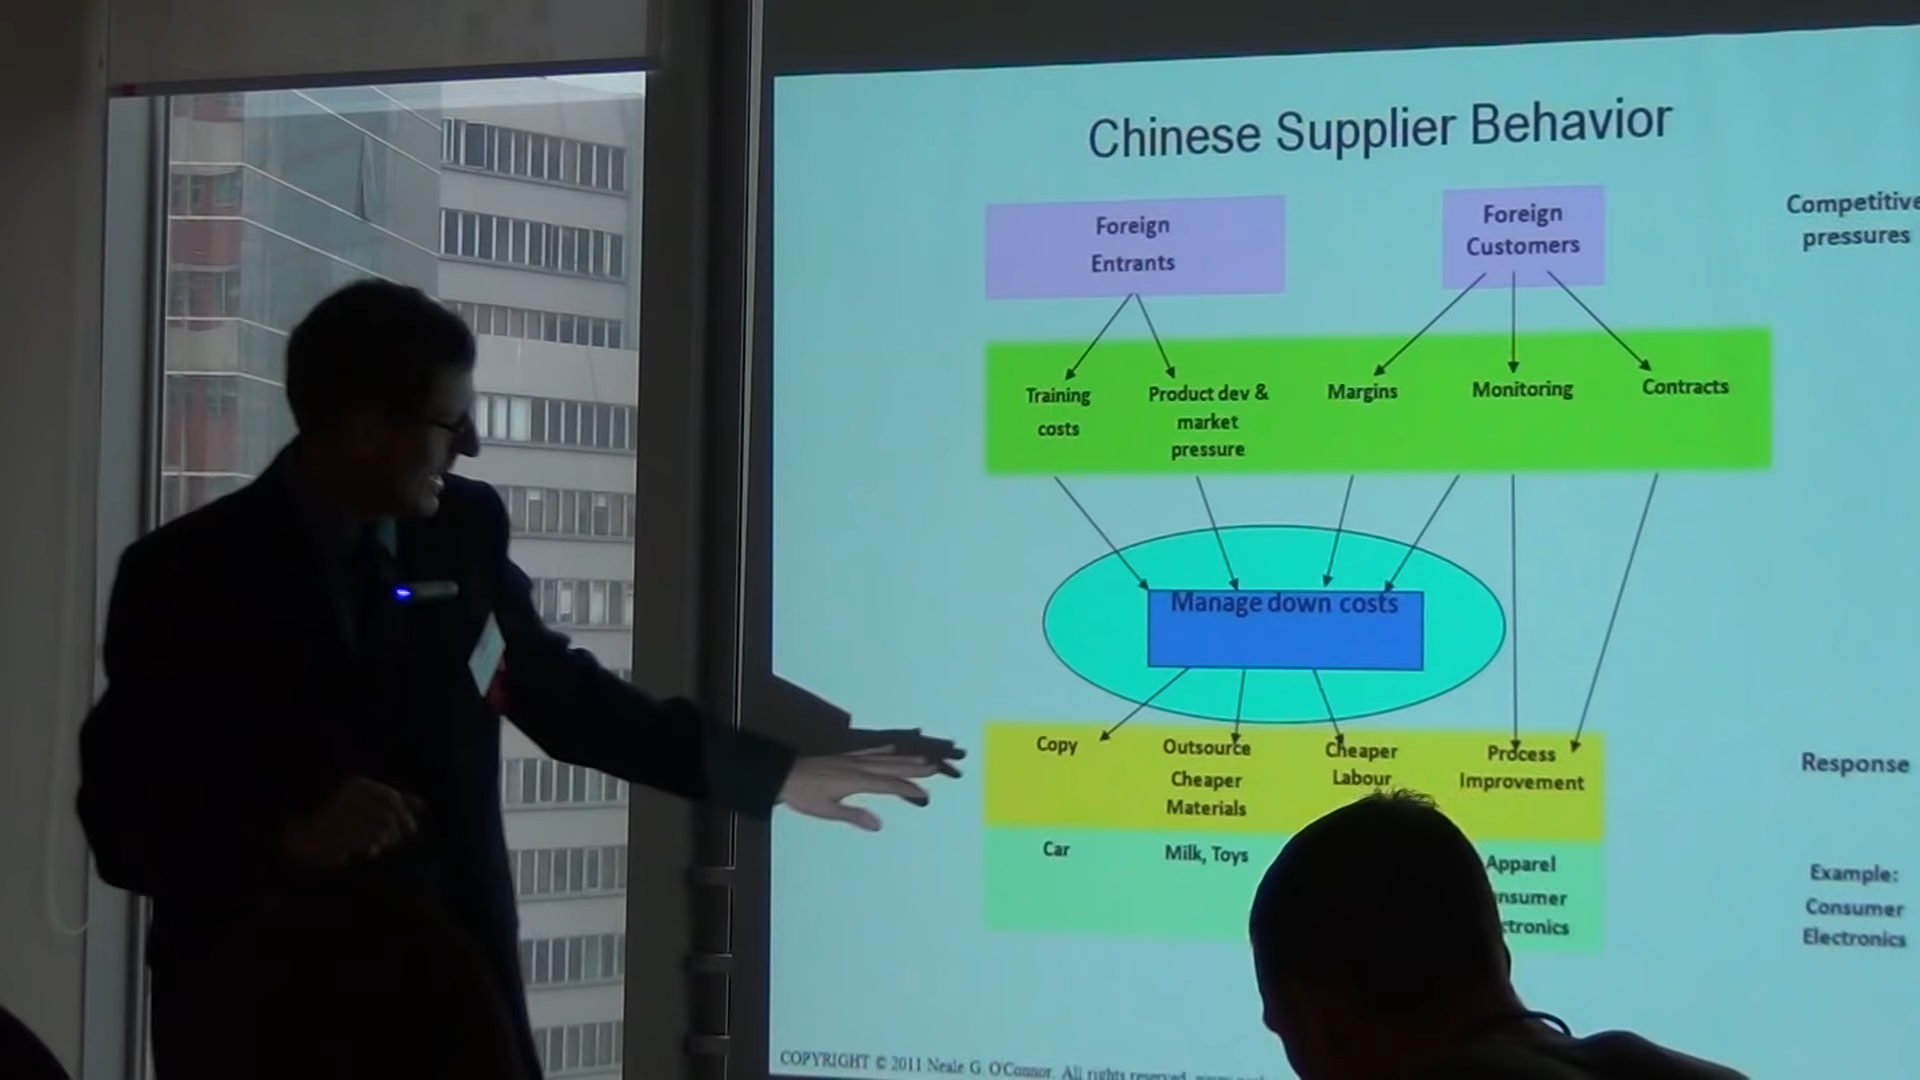 Chinese Supplier Behavior
Foreign
Entrants
Foreign
Customers
Competitive
pressures
Training
costs
Product dev &
market
pressure
Margins
Monitoring
Contracts
Manage down costs
Copy
Outsource
Cheaper
Materials
Cheaper
Labour
Process
Improvement
Response
Car
Milk, Toys
Apparel
nsumer
ctronics
Example:
Consumer
Electronics
COPYRIGHT © 2011 Neale G. O'Connor. All rights reserved.